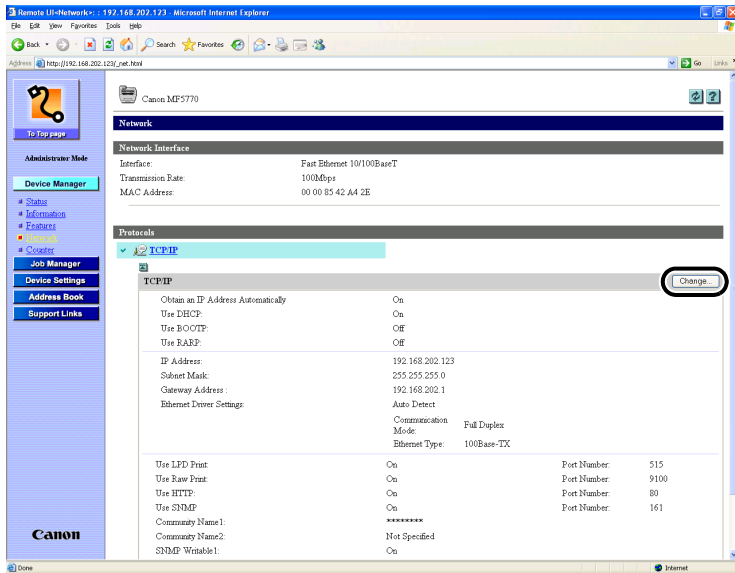 Remote UI<Network>: : 192.168.202.123 - Microsoft Internet Explorer
File Edit View Favorites Tools Help
Back Search Favorites
Address http://192.168.202.123/_net.html Go Links
To Top page
Canon MF5770
Network
Administrator Mode
Network Interface
Interface: Fast Ethernet 10/100BaseT
Transmission Rate: 100Mbps
MAC Address: 00 00 85 42 A4 2E
Device Manager
Status
Information
Features
Network
Counter
Job Manager
Device Settings
Address Book
Support Links
Protocols
TCP/IP
TCP/IP Change...
Obtain an IP Address Automatically On
Use DHCP: On
Use BOOTP: Off
Use RARP: Off
IP Address: 192.168.202.123
Subnet Mask: 255.255.255.0
Gateway Address : 192.168.202.1
Ethernet Driver Settings: Auto Detect
Communication Mode: Full Duplex
Ethernet Type: 100Base-TX
Use LPD Print: On Port Number: 515
Use Raw Print: On Port Number: 9100
Use HTTP: On Port Number: 80
Use SNMP On Port Number: 161
Community Name1: ********
Community Name2: Not Specified
SNMP Writable1: On
Canon
Done Internet